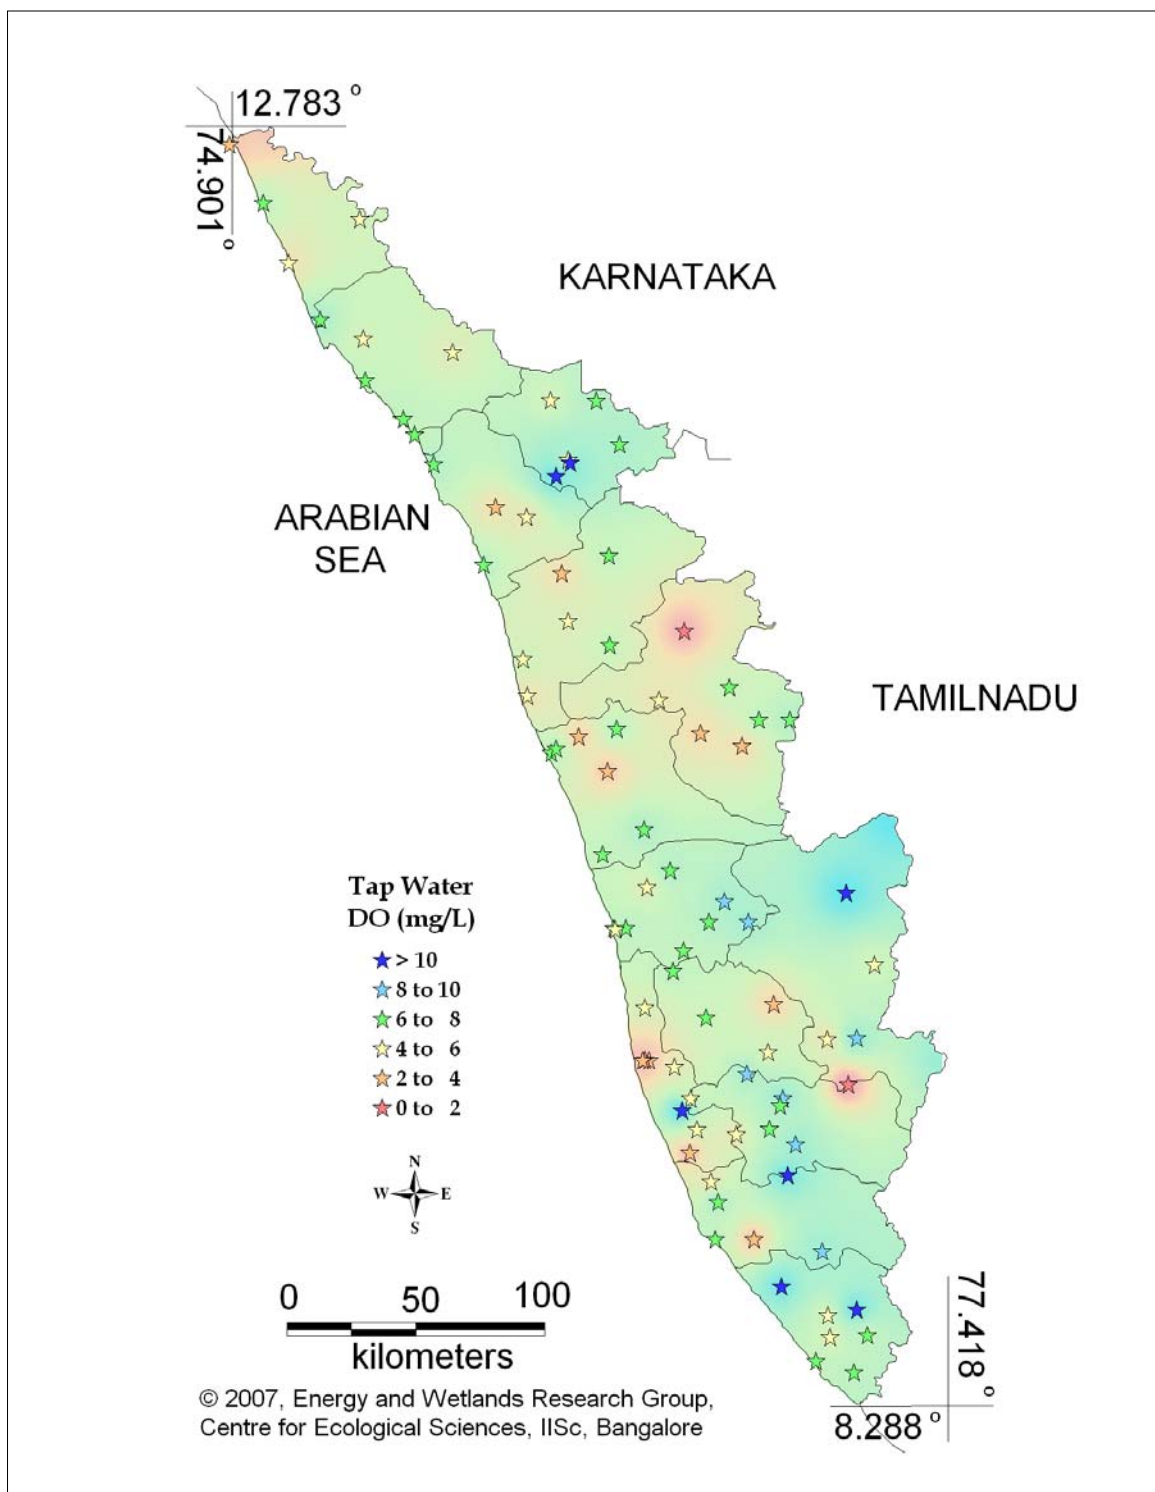 12.783 °
74.901 °
KARNATAKA
ARABIAN
SEA
TAMILNADU
Tap Water
DO (mg/L)
> 10
8 to 10
6 to 8
4 to 6
2 to 4
0 to 2
N
W E
S
0 50 100
kilometers
77.418 °
8.288 °
© 2007, Energy and Wetlands Research Group,
Centre for Ecological Sciences, IISc, Bangalore